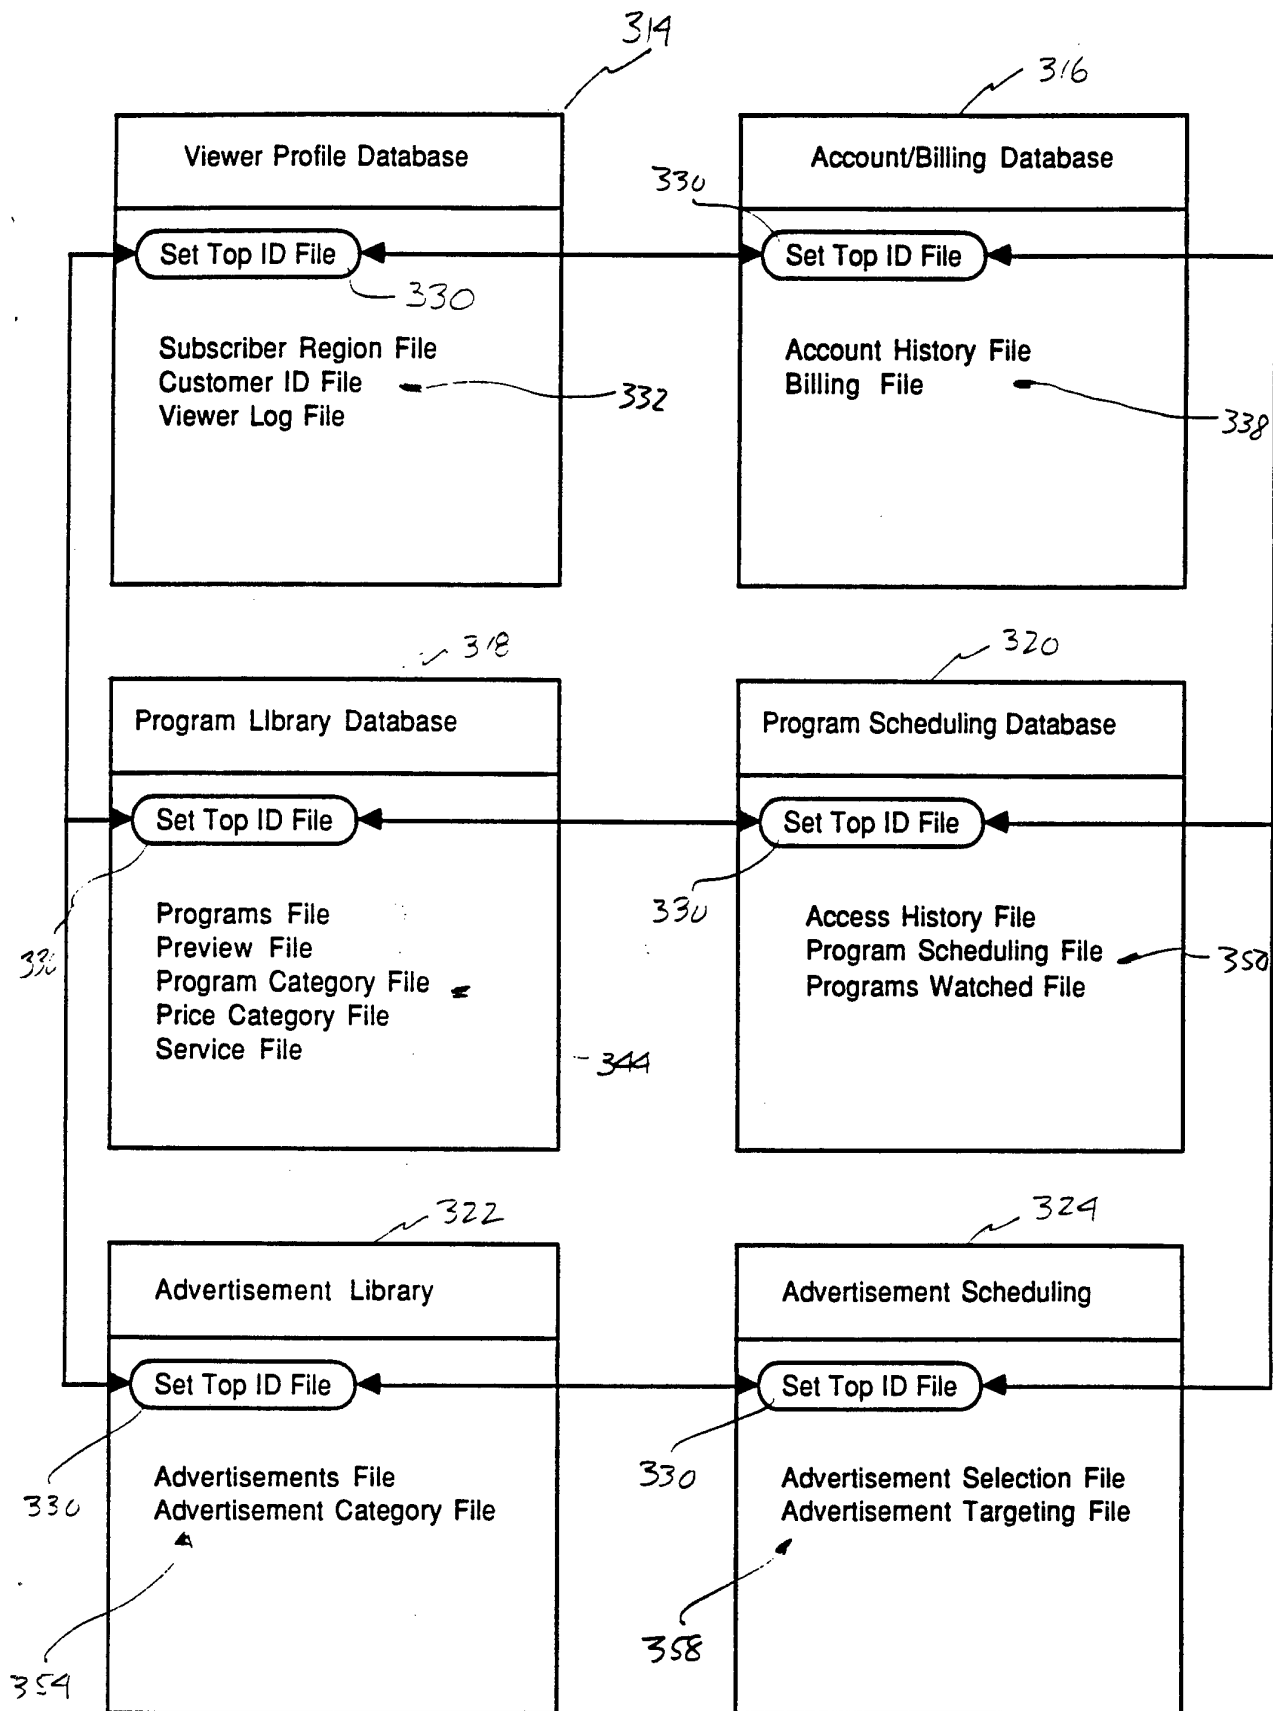 314
316
Viewer Profile Database
Account/Billing Database
330
Set Top ID File
Set Top ID File
330
Subscriber Region File
Customer ID File
Viewer Log File
332
Account History File
Billing File
338
318
320
Program LIbrary Database
Program Scheduling Database
Set Top ID File
Set Top ID File
330
330
Programs File
Preview File
Program Category File
Price Category File
Service File
344
Access History File
Program Scheduling File
Programs Watched File
350
322
324
Advertisement Library
Advertisement Scheduling
Set Top ID File
Set Top ID File
330
330
Advertisements File
Advertisement Category File
354
Advertisement Selection File
Advertisement Targeting File
358